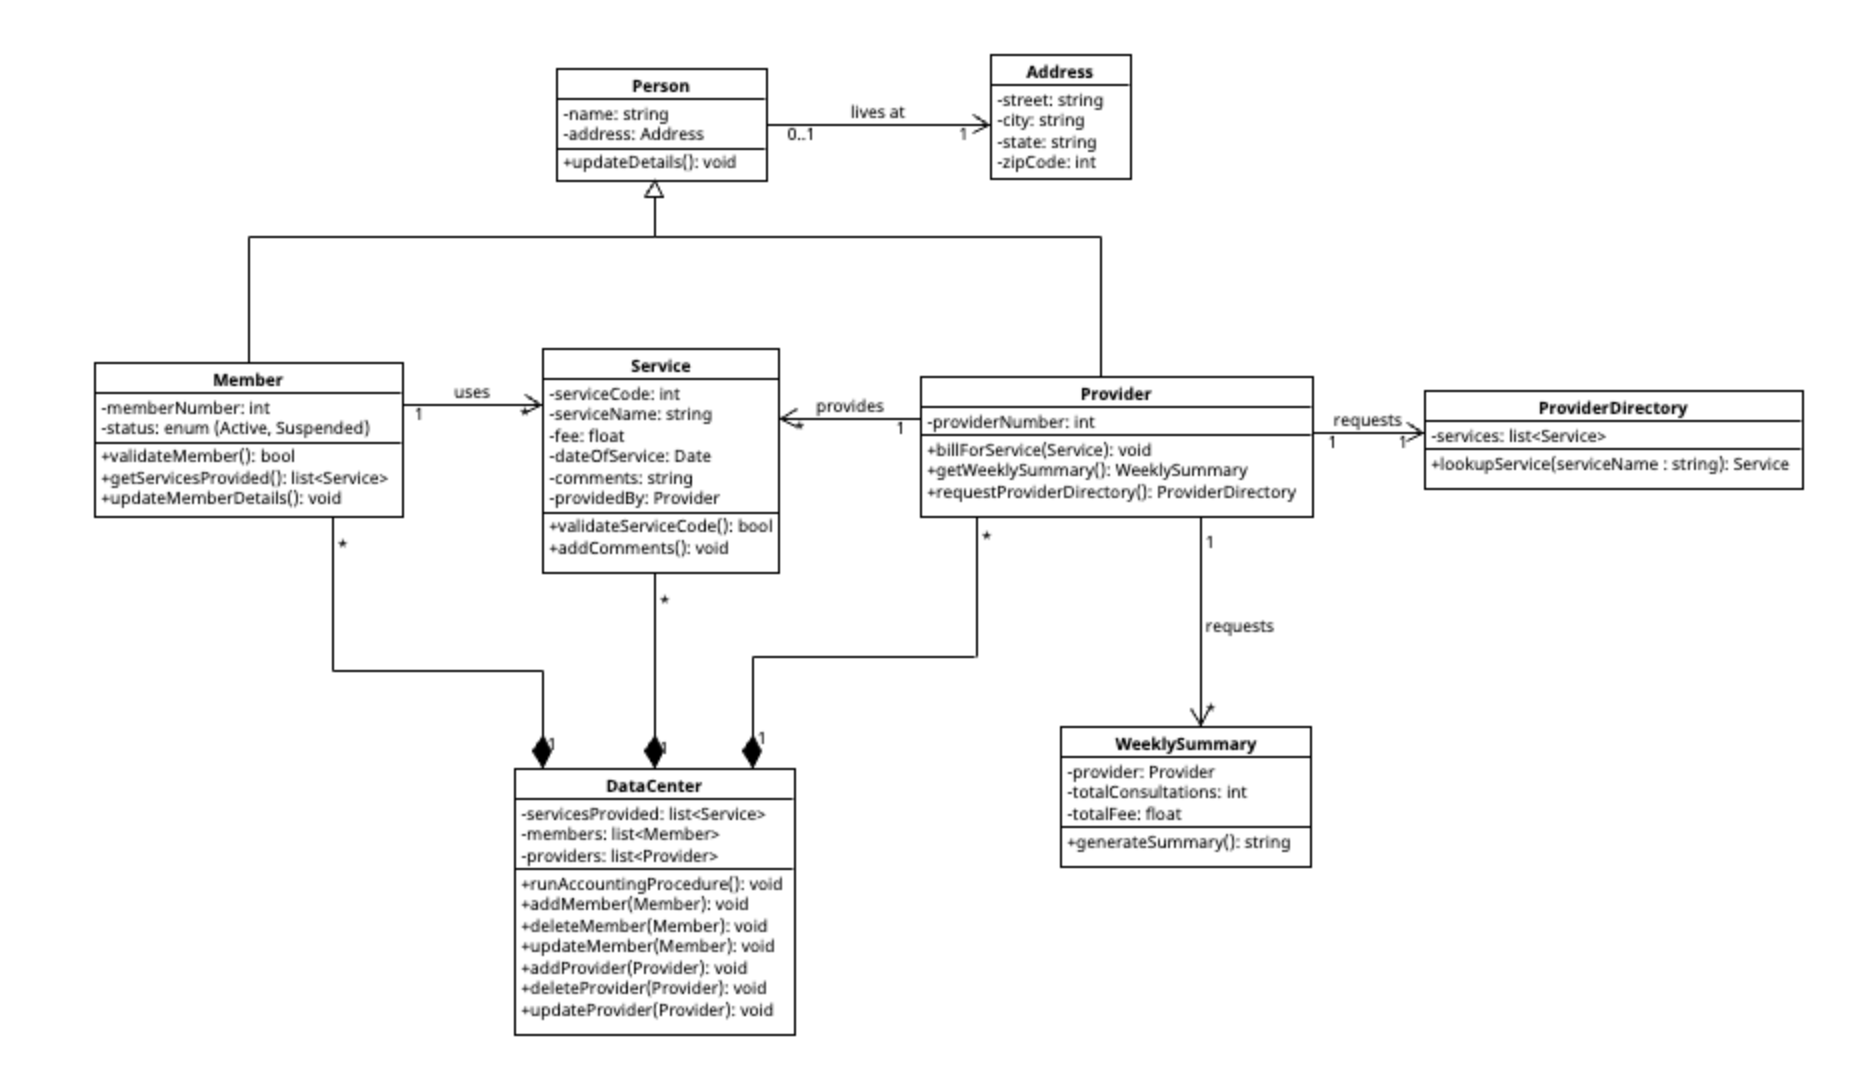 Person
-name: string
-address: Address
+updateDetails(): void
lives at
0..1
1
Address
-street: string
-city: string
-state: string
-zipCode: int
Member
-memberNumber: int
-status: enum (Active, Suspended)
+validateMember(): bool
+getServicesProvided(): list<Service>
+updateMemberDetails(): void
uses
1
*
Service
-serviceCode: int
-serviceName: string
-fee: float
-dateOfService: Date
-comments: string
-providedBy: Provider
+validateServiceCode(): bool
+addComments(): void
provides
*
1
Provider
-providerNumber: int
+billForService(Service): void
+getWeeklySummary(): WeeklySummary
+requestProviderDirectory(): ProviderDirectory
requests
1
1
ProviderDirectory
-services: list<Service>
+lookupService(serviceName : string): Service
*
*
*
1
requests
*
1
1
1
DataCenter
-servicesProvided: list<Service>
-members: list<Member>
-providers: list<Provider>
+runAccountingProcedure(): void
+addMember(Member): void
+deleteMember(Member): void
+updateMember(Member): void
+addProvider(Provider): void
+deleteProvider(Provider): void
+updateProvider(Provider): void
WeeklySummary
-provider: Provider
-totalConsultations: int
-totalFee: float
+generateSummary(): string